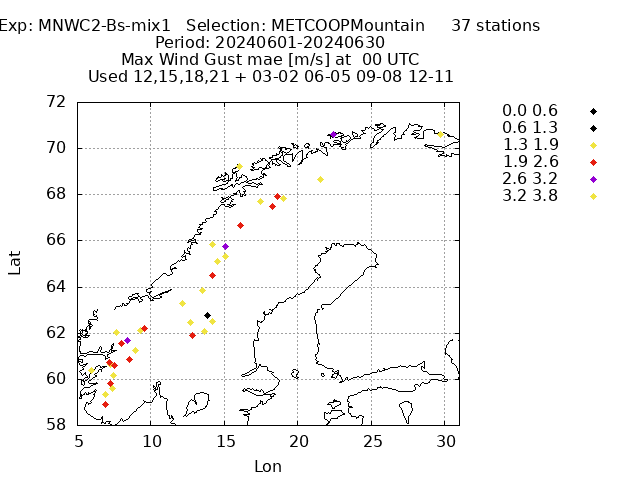 Exp: MNWC2-Bs-mix1 Selection: METCOOPMountain 37 stations
Period: 20240601-20240630
Max Wind Gust mae [m/s] at 00 UTC
Used 12,15,18,21 + 03-02 06-05 09-08 12-11
72
70
68
66
64
62
60
58
Lat
5 10 15 20 25 30
Lon
0.0 0.6
0.6 1.3
1.3 1.9
1.9 2.6
2.6 3.2
3.2 3.8